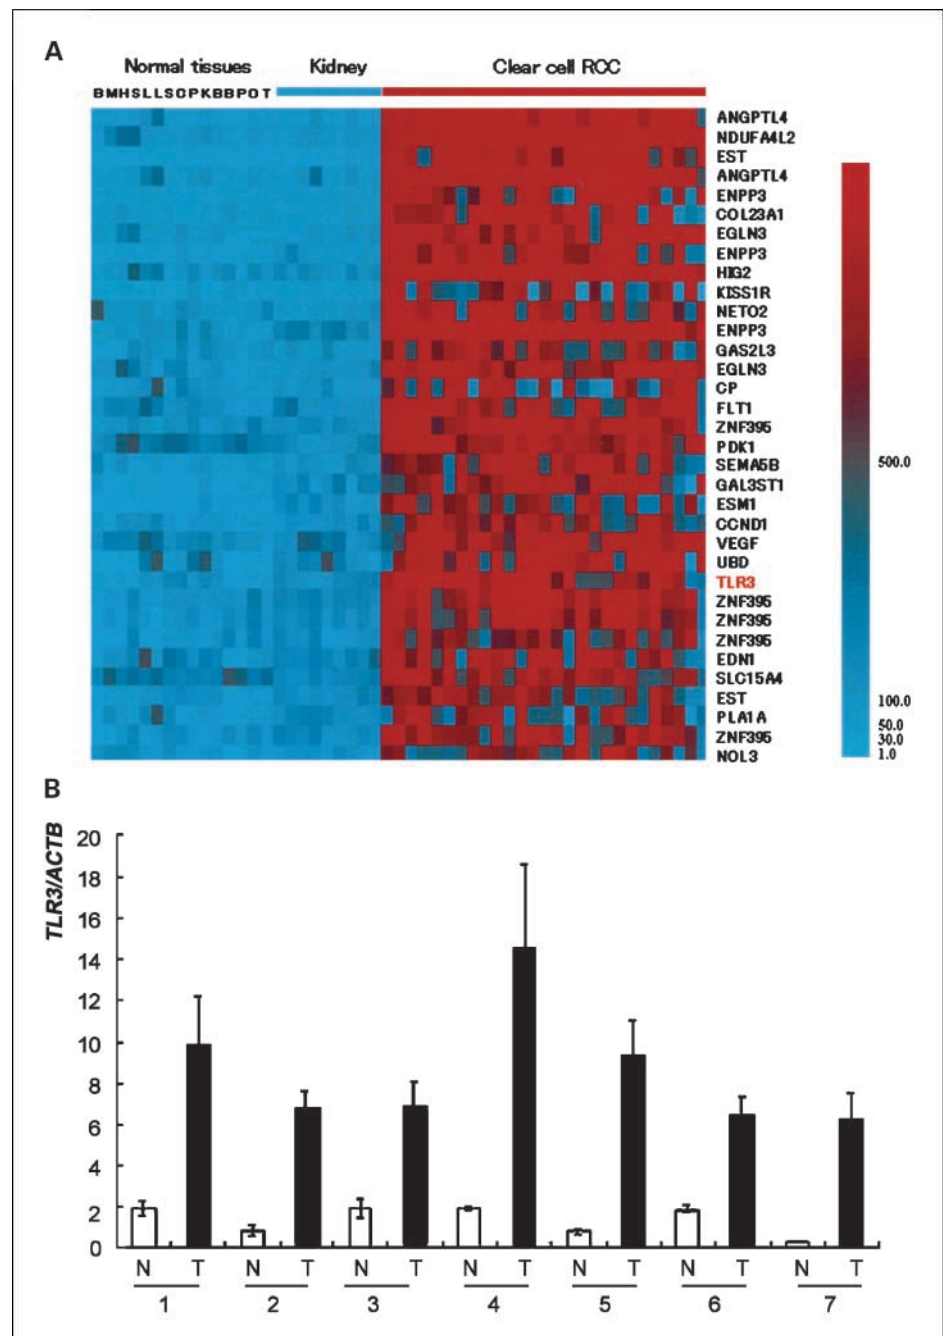 A
Normal tissues Kidney Clear cell RCC
BMHSLLSCPKBBPOT
ANGPTL4
NDUFA4L2
EST
ANGPTL4
ENPP3
COL23A1
EGLN3
ENPP3
HIG2
KISS1R
NETO2
ENPP3
GAS2L3
EGLN3
CP
FLT1
ZNF395
PDK1
SEMA5B
GAL3ST1
ESM1
CCND1
VEGF
UBD
TLR3
ZNF395
ZNF395
ZNF395
EDN1
SLC15A4
EST
PLA1A
ZNF395
NOL3
500.0
100.0
50.0
30.0
1.0
B
TLR3/ACTB
20
18
16
14
12
10
8
6
4
2
0
N T N T N T N T N T N T N T
1 2 3 4 5 6 7